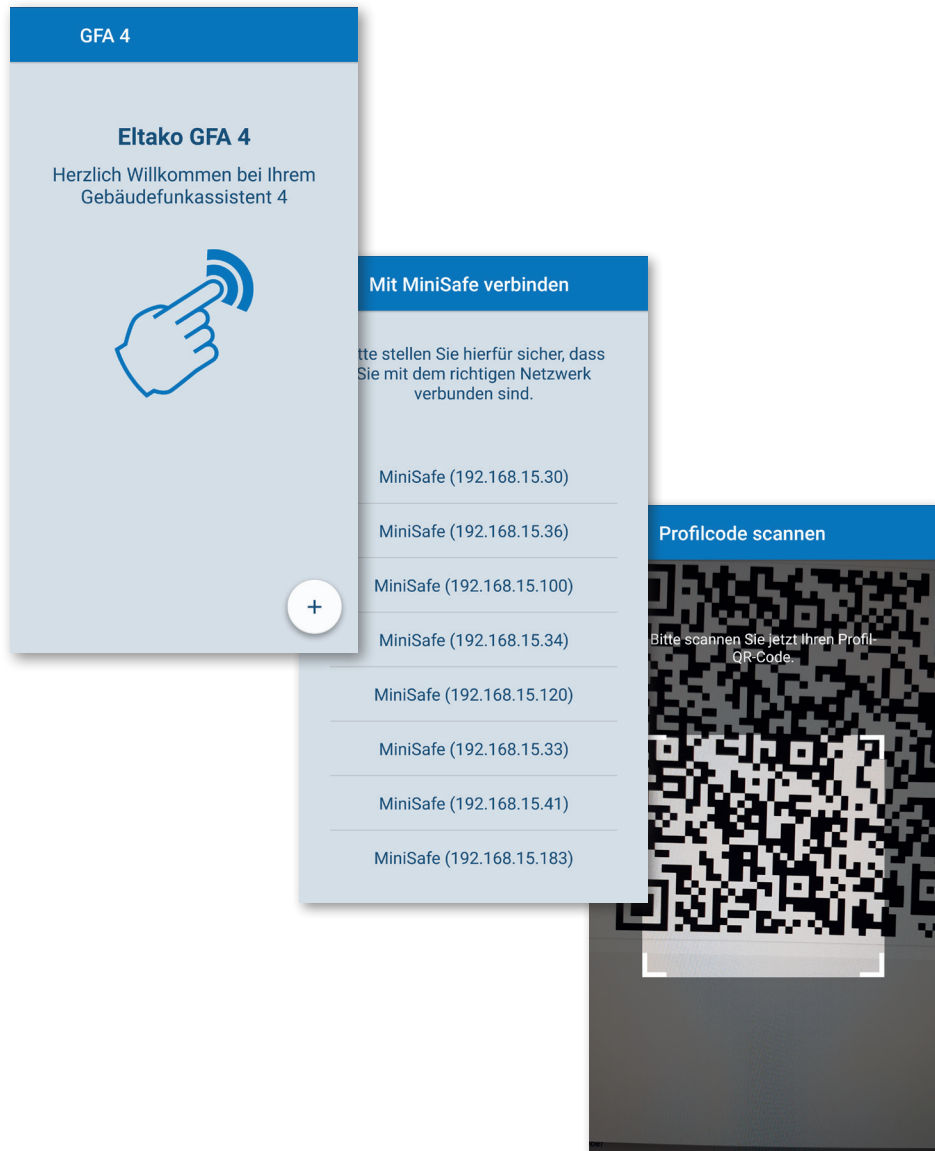 GFA 4
Eltako GFA 4
Herzlich Willkommen bei Ihrem
Gebäudefunkassistent 4
+
Mit MiniSafe verbinden
tte stellen Sie hierfür sicher, dass
Sie mit dem richtigen Netzwerk
verbunden sind.
MiniSafe (192.168.15.30)
MiniSafe (192.168.15.36)
MiniSafe (192.168.15.100)
MiniSafe (192.168.15.34)
MiniSafe (192.168.15.120)
MiniSafe (192.168.15.33)
MiniSafe (192.168.15.41)
MiniSafe (192.168.15.183)
Profilcode scannen
Bitte scannen Sie jetzt Ihren Profil-
QR-Code.